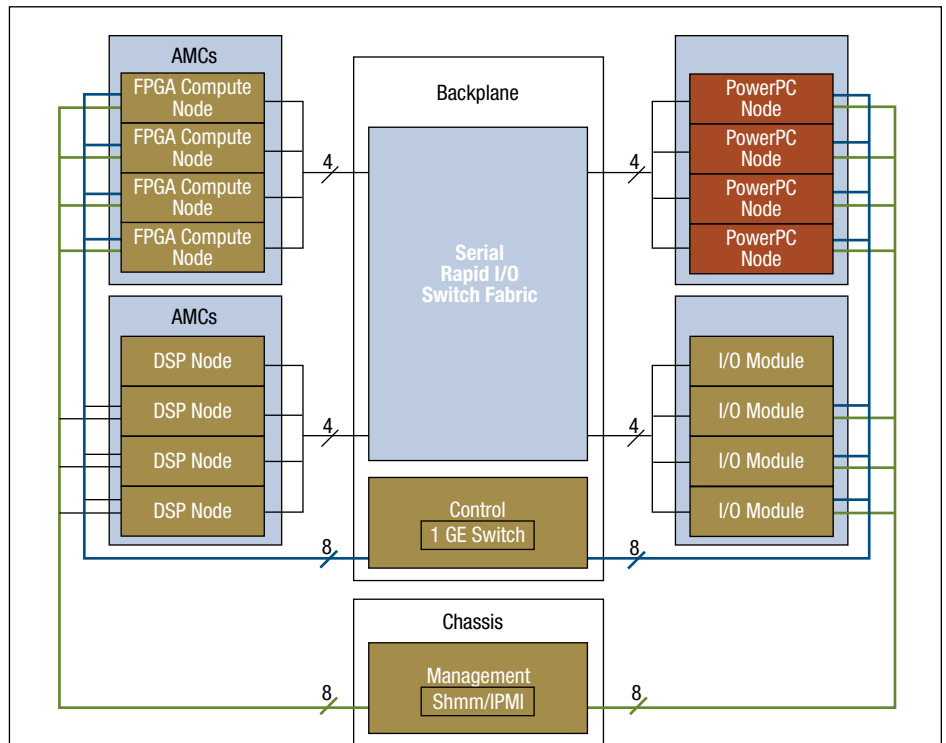 AMCs
FPGA Compute
Node
FPGA Compute
Node
FPGA Compute
Node
FPGA Compute
Node
4
AMCs
DSP Node
DSP Node
DSP Node
DSP Node
4
8
8
Backplane
Serial
Rapid I/O
Switch Fabric
Control
1 GE Switch
Chassis
Management
Shmm/IPMI
PowerPC
Node
PowerPC
Node
PowerPC
Node
PowerPC
Node
4
I/O Module
I/O Module
I/O Module
I/O Module
4
8
8